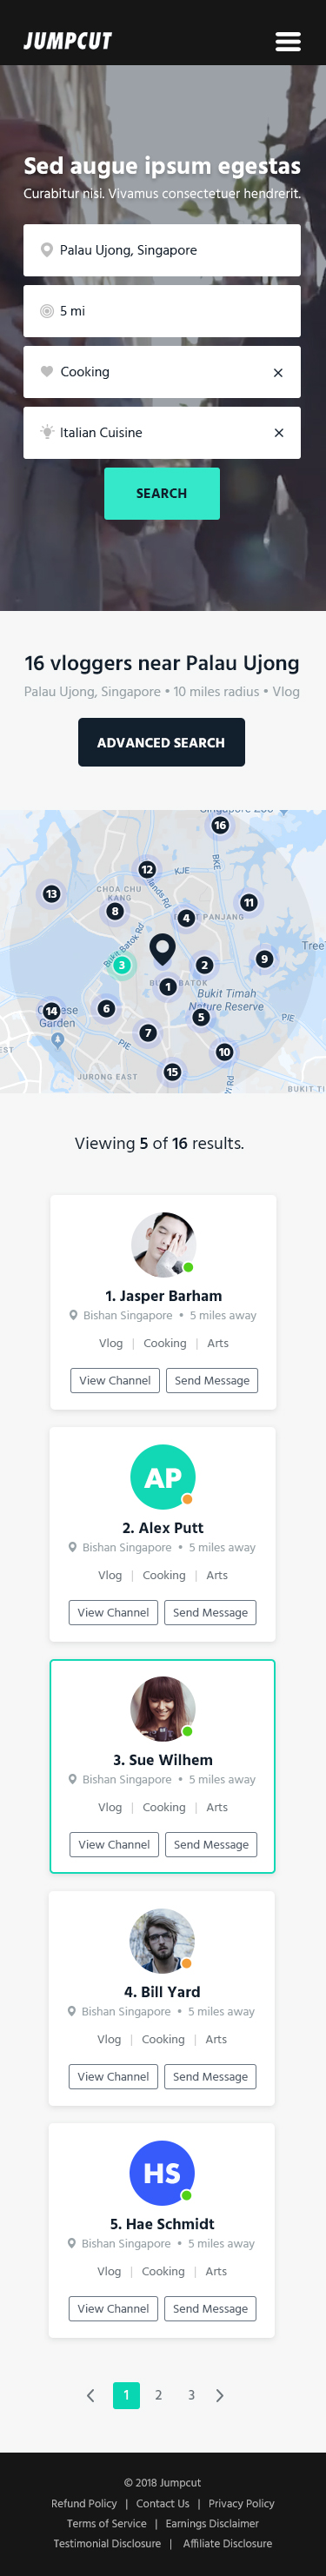 JUMPCUT
Sed augue ipsum egestas
Curabitur nisi. Vivamus consectetuer hendrerit.
Palau Ujong, Singapore
5 mi
Cooking
Italian Cuisine
SEARCH
16 vloggers near Palau Ujong
Palau Ujong, Singapore • 10 miles radius • Vlog
ADVANCED SEARCH
16
BKE
12
KJE
13
CHOA CHU
KANG
11
8
4
PANJANG
Bukit Batok Rd
Tree
3
2
9
1
BATOK
Bukit Timah
Nature Reserve
6
14
5
PIE
Garden
7
PIE
10
EST
JURONG EAST
15
BUKIT TI
Viewing 5 of 16 results.
1. Jasper Barham
Bishan Singapore • 5 miles away
Vlog | Cooking | Arts
View Channel Send Message
AP
2. Alex Putt
Bishan Singapore • 5 miles away
Vlog | Cooking | Arts
View Channel Send Message
3. Sue Wilhem
Bishan Singapore • 5 miles away
Vlog | Cooking | Arts
View Channel Send Message
4. Bill Yard
Bishan Singapore • 5 miles away
Vlog | Cooking | Arts
View Channel Send Message
HS
5. Hae Schmidt
Bishan Singapore • 5 miles away
Vlog | Cooking | Arts
View Channel Send Message
1 2 3
© 2018 Jumpcut
Refund Policy | Contact Us | Privacy Policy
Terms of Service | Earnings Disclaimer
Testimonial Disclosure | Affiliate Disclosure